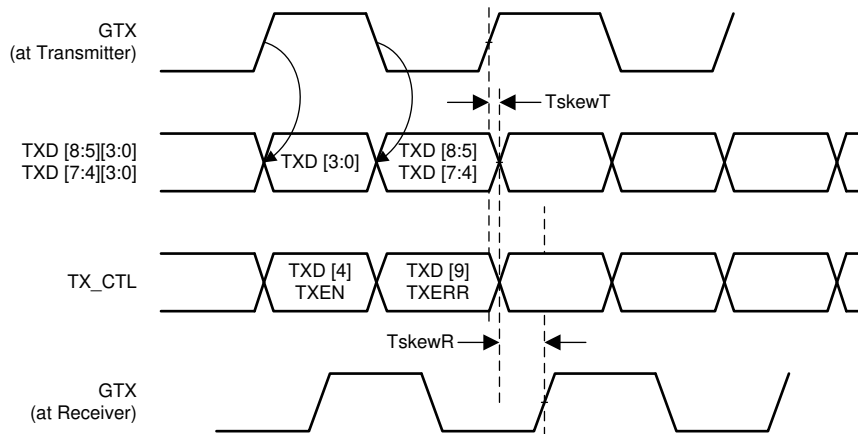 GTX
(at Transmitter)
TskewT
TXD [8:5][3:0]
TXD [7:4][3:0]
TXD [3:0]
TXD [8:5]
TXD [7:4]
TX_CTL
TXD [4]
TXEN
TXD [9]
TXERR
TskewR
GTX
(at Receiver)